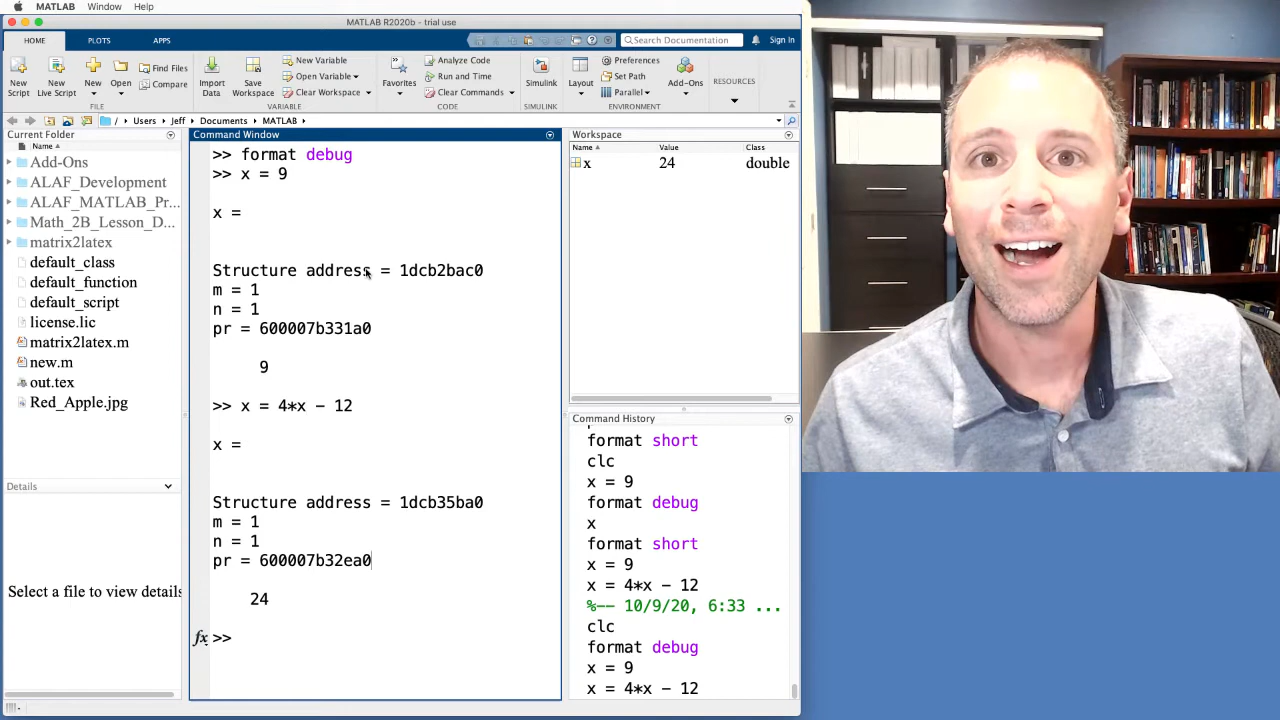 MATLAB Window Help
MATLAB R2020b - trial use
HOME PLOTS APPS
Search Documentation
Sign In
New Script
New Live Script
New
Open
Find Files
Compare
FILE
Import Data
Save Workspace
New Variable
Open Variable
Clear Workspace
VARIABLE
Favorites
Analyze Code
Run and Time
Clear Commands
CODE
Simulink
SIMULINK
Layout
Preferences
Set Path
Parallel
Add-Ons
ENVIRONMENT
RESOURCES
/ Users Jeff Documents MATLAB
Current Folder
Name
Add-Ons
ALAF_Development
ALAF_MATLAB_Pr...
Math_2B_Lesson_D...
matrix2latex
default_class
default_function
default_script
license.lic
matrix2latex.m
new.m
out.tex
Red_Apple.jpg
Details
Select a file to view details
Command Window
>> format debug
>> x = 9
x =
Structure address = 1dcb2bac0
m = 1
n = 1
pr = 600007b331a0
9
>> x = 4*x - 12
x =
Structure address = 1dcb35ba0
m = 1
n = 1
pr = 600007b32ea0
24
fx >>
Workspace
Name Value Class
x 24 double
Command History
format short
clc
x = 9
format debug
x
format short
x = 9
x = 4*x - 12
%-- 10/9/20, 6:33 ...
clc
format debug
x = 9
x = 4*x - 12